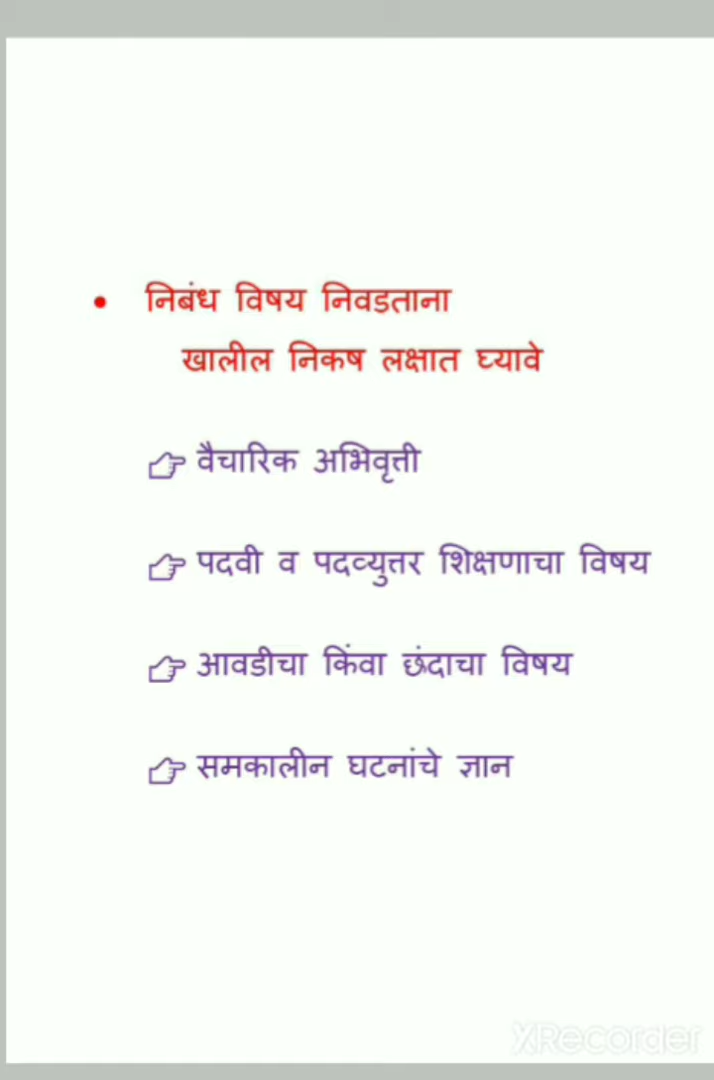 • निबंध विषय निवडताना
खालील निकष लक्षात घ्यावे
वैचारिक अभिवृत्ती
पदवी व पदव्युत्तर शिक्षणाचा विषय
आवडीचा किंवा छंदाचा विषय
समकालीन घटनांचे ज्ञान
XRecorder